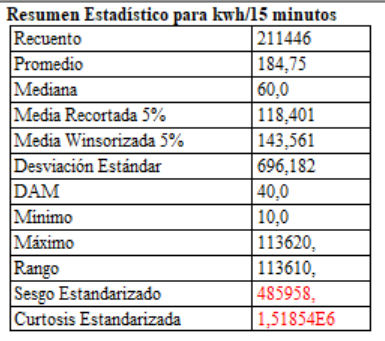 Resumen Estadístico para kwh/15 minutos
Recuento 211446
Promedio 184,75
Mediana 60,0
Media Recortada 5% 118,401
Media Winsorizada 5% 143,561
Desviación Estándar 696,182
DAM 40,0
Mínimo 10,0
Máximo 113620,
Rango 113610,
Sesgo Estandarizado 485958,
Curtosis Estandarizada 1,51854E6